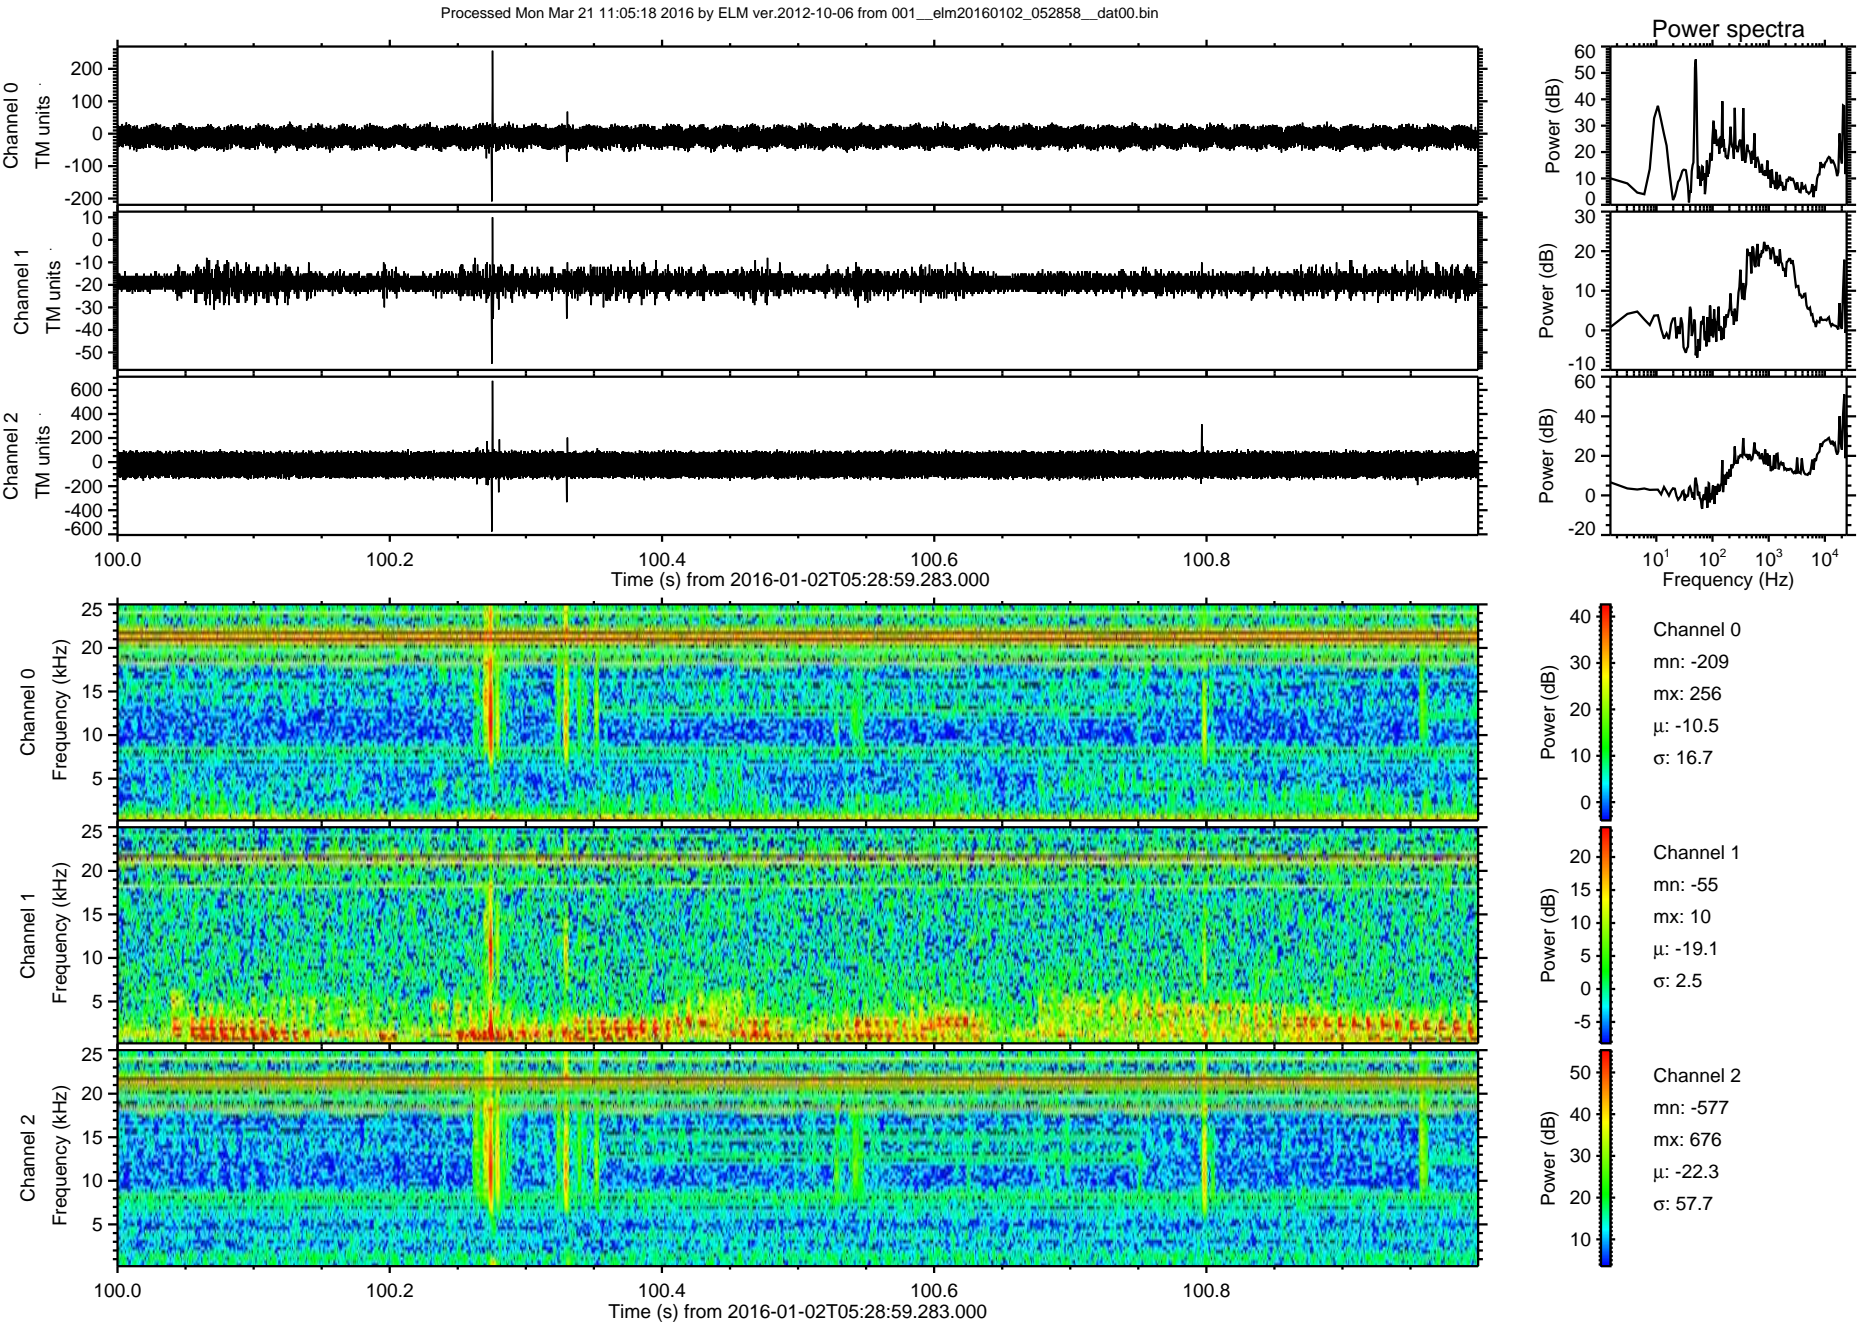 Processed Mon Mar 21 11:05:18 2016 by ELM ver.2012-10-06 from 001__elm20160102_052858__dat00.bin
Power spectra
Channel 0
TM units
200
100
0
-100
-200
Power (dB)
60
50
40
30
20
10
0
Channel 1
TM units
10
0
-10
-20
-30
-40
-50
Power (dB)
30
20
10
0
-10
Channel 2
TM units
600
400
200
0
-200
-400
-600
Power (dB)
60
40
20
0
-20
100.0 100.2 100.4 100.6 100.8
Time (s) from 2016-01-02T05:28:59.283.000
10¹ 10² 10³ 10⁴
Frequency (Hz)
Channel 0
Frequency (kHz)
25
20
15
10
5
Power (dB)
40
30
20
10
0
Channel 0
mn: -209
mx: 256
μ: -10.5
σ: 16.7
Channel 1
Frequency (kHz)
25
20
15
10
5
Power (dB)
20
15
10
5
0
-5
Channel 1
mn: -55
mx: 10
μ: -19.1
σ: 2.5
Channel 2
Frequency (kHz)
25
20
15
10
5
Power (dB)
50
40
30
20
10
Channel 2
mn: -577
mx: 676
μ: -22.3
σ: 57.7
100.0 100.2 100.4 100.6 100.8
Time (s) from 2016-01-02T05:28:59.283.000